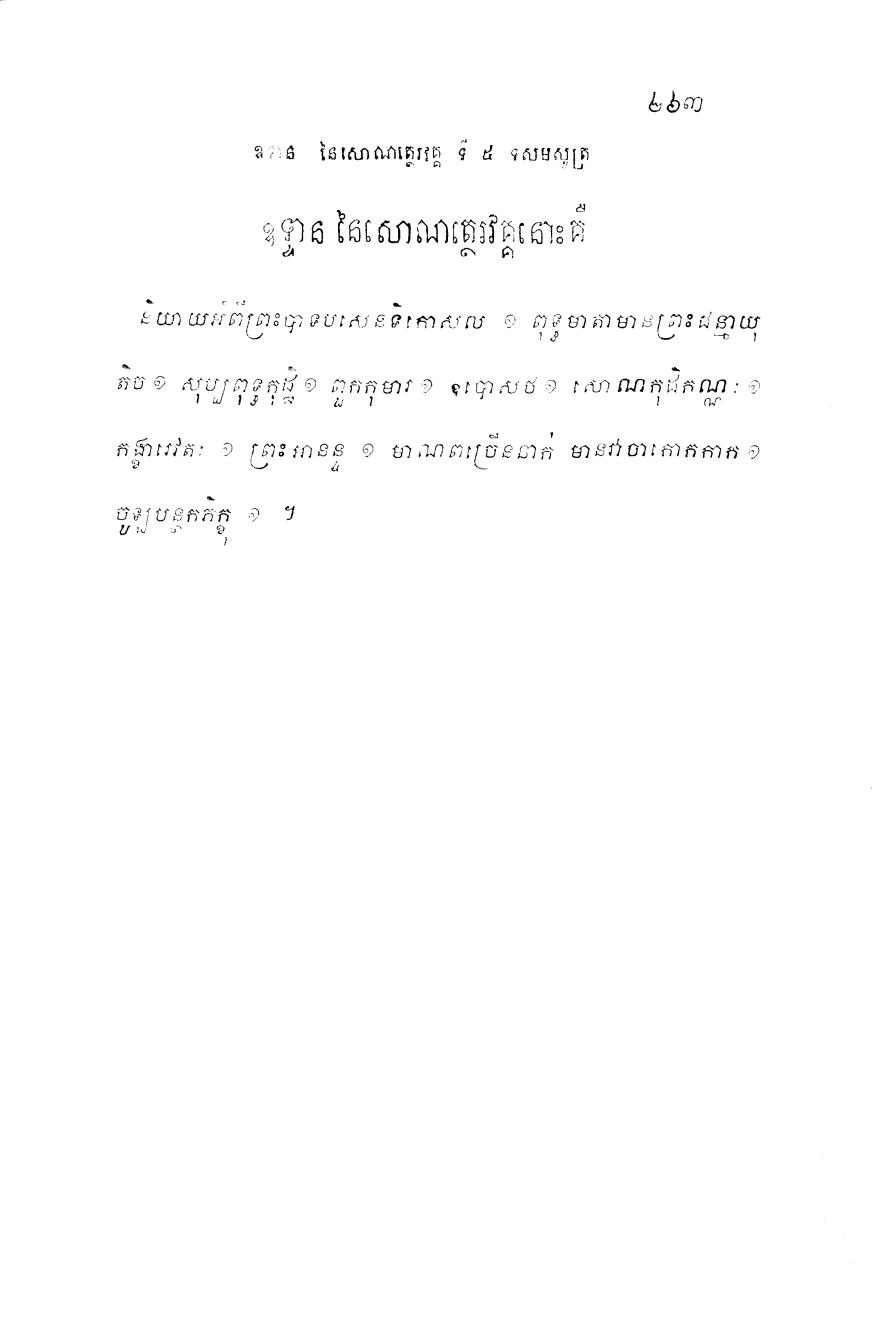 ២៦៣
ឧទាន នៃសោណត្ថេរវគ្គ ទី ៥ ទសមសូត្រ
ឧទ្ទាន នៃសោណត្ថេរវគ្គនោះគឺ
និយាយអំពីព្រះបាទបសេនទិកោសល ១ ពុទ្ធមាតាមានព្រះជន្មាយុ
តិច ១ សុប្បពុទ្ធកុដ្ឋិ ១ ពួកកុមារ ១ ឧបោសថ ១ សោណកុដិកណ្ណៈ ១
កង្ខារេវតៈ ១ ព្រះអានន្ទ ១ មាណពច្រើននាក់ មានវាចាកោកកាក ១
ចូឡបន្ថកភិក្ខុ ១ ។